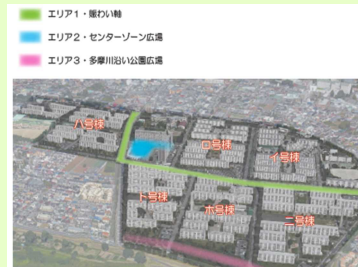 エリア1・賑わい軸
エリア2・センターゾーン広場
エリア3・多摩川沿い公園広場
ハ号棟
ロ号棟
イ号棟
ト号棟
ホ号棟
ニ号棟